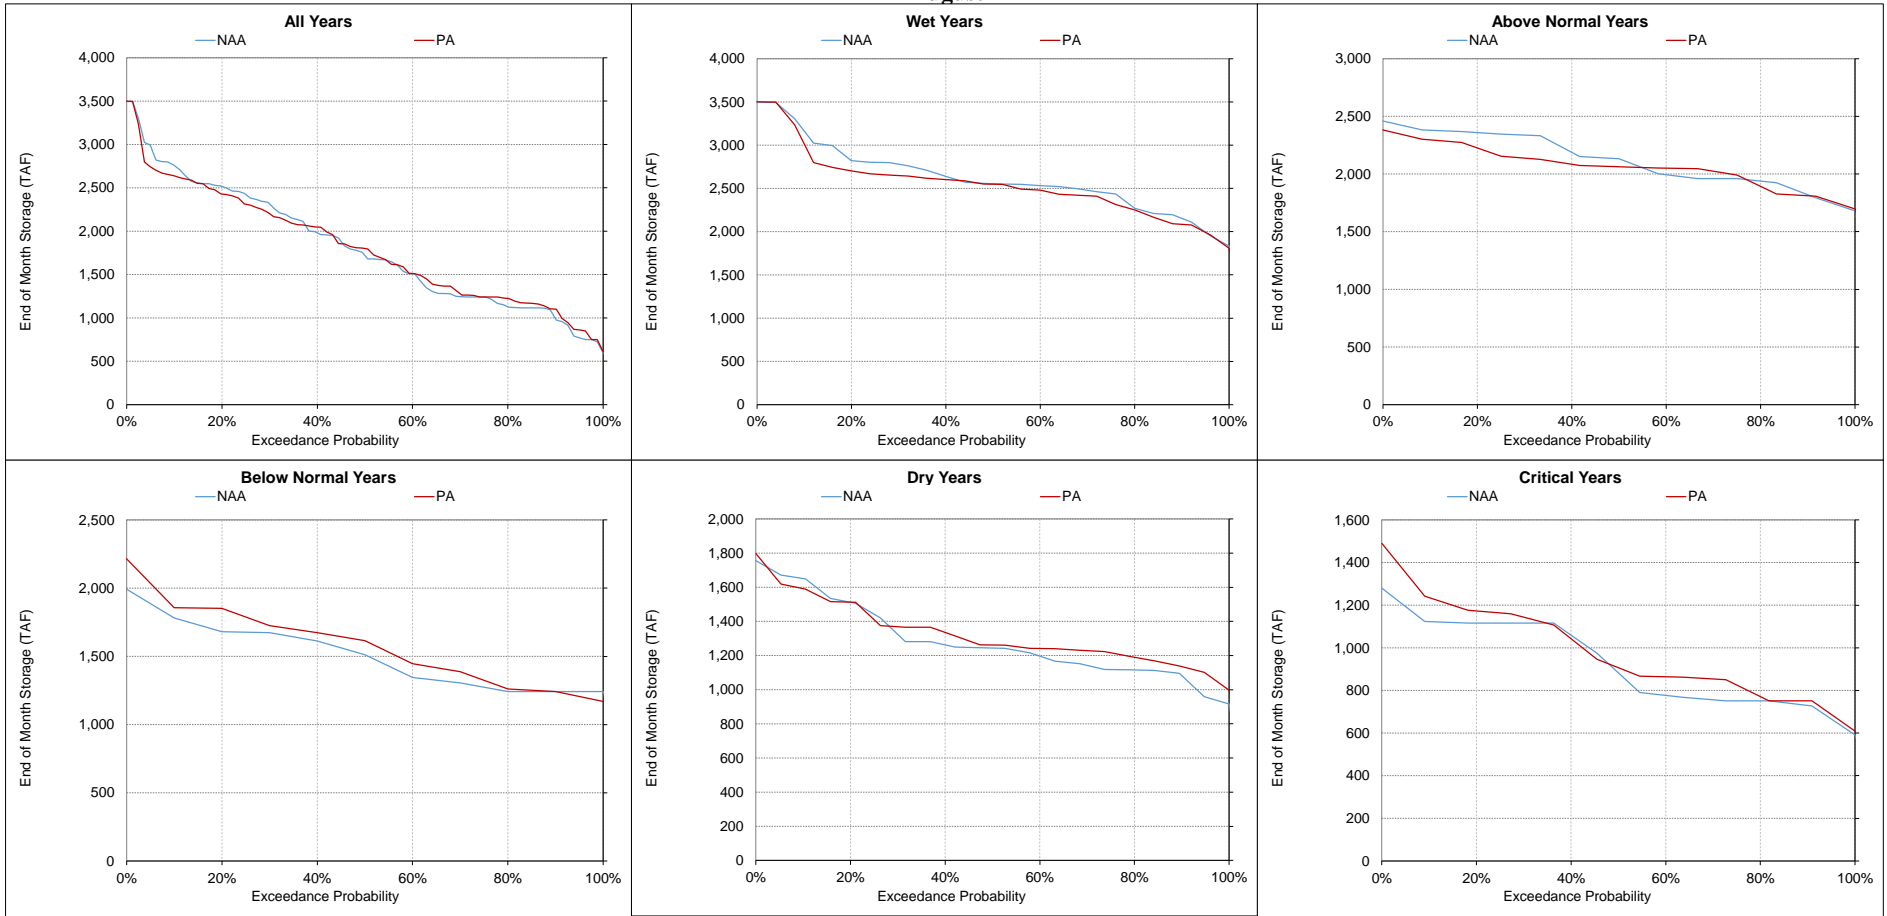 All Years
NAA PA
4,000
3,500
3,000
2,500
2,000
1,500
1,000
500
0
End of Month Storage (TAF)
0% 20% 40% 60% 80% 100%
Exceedance Probability
Wet Years
NAA PA
4,000
3,500
3,000
2,500
2,000
1,500
1,000
500
0
End of Month Storage (TAF)
0% 20% 40% 60% 80% 100%
Exceedance Probability
Above Normal Years
NAA PA
3,000
2,500
2,000
1,500
1,000
500
0
End of Month Storage (TAF)
0% 20% 40% 60% 80% 100%
Exceedance Probability
Below Normal Years
NAA PA
2,500
2,000
1,500
1,000
500
0
End of Month Storage (TAF)
0% 20% 40% 60% 80% 100%
Exceedance Probability
Dry Years
NAA PA
2,000
1,800
1,600
1,400
1,200
1,000
800
600
400
200
0
End of Month Storage (TAF)
0% 20% 40% 60% 80% 100%
Exceedance Probability
Critical Years
NAA PA
1,600
1,400
1,200
1,000
800
600
400
200
0
End of Month Storage (TAF)
0% 20% 40% 60% 80% 100%
Exceedance Probability